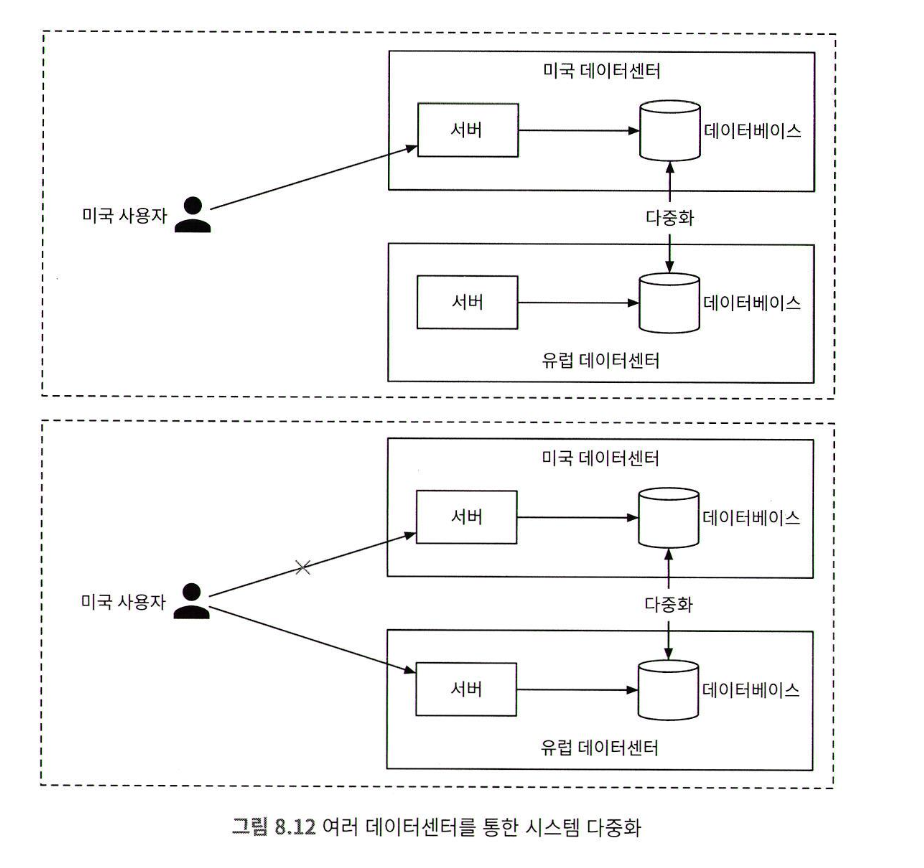 미국 데이터센터
서버
데이터베이스
미국 사용자
다중화
서버
데이터베이스
유럽 데이터센터
미국 데이터센터
서버
데이터베이스
미국 사용자
다중화
서버
데이터베이스
유럽 데이터센터
그림 8.12 여러 데이터센터를 통한 시스템 다중화